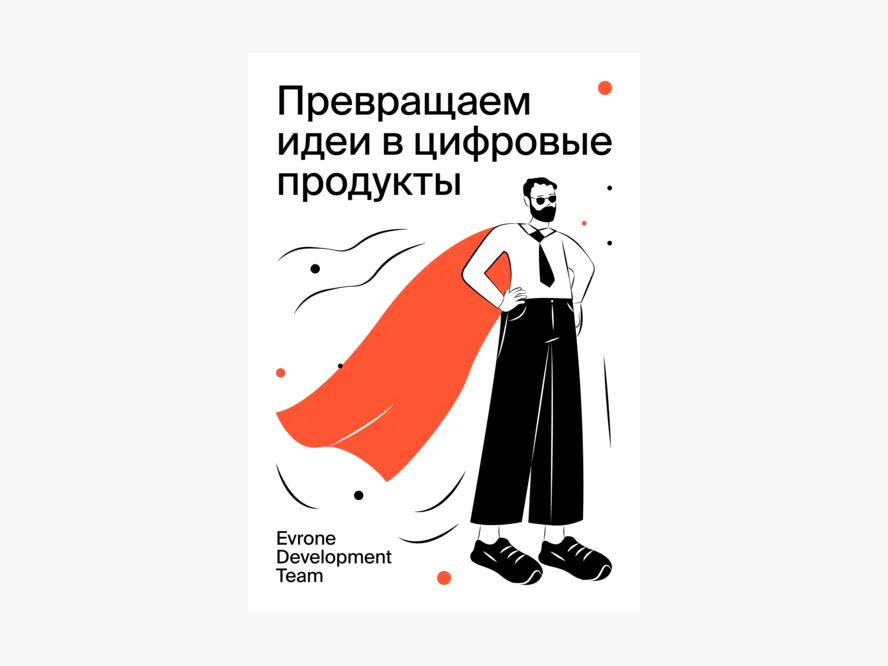 Превращаем
идеи в цифровые
продукты
Evrone
Development
Team